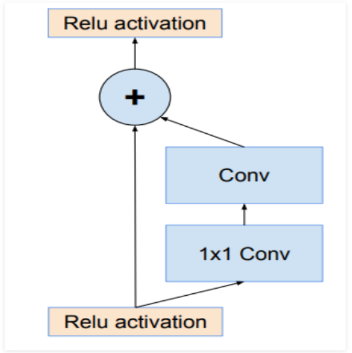 Relu activation
+
Conv
1x1 Conv
Relu activation